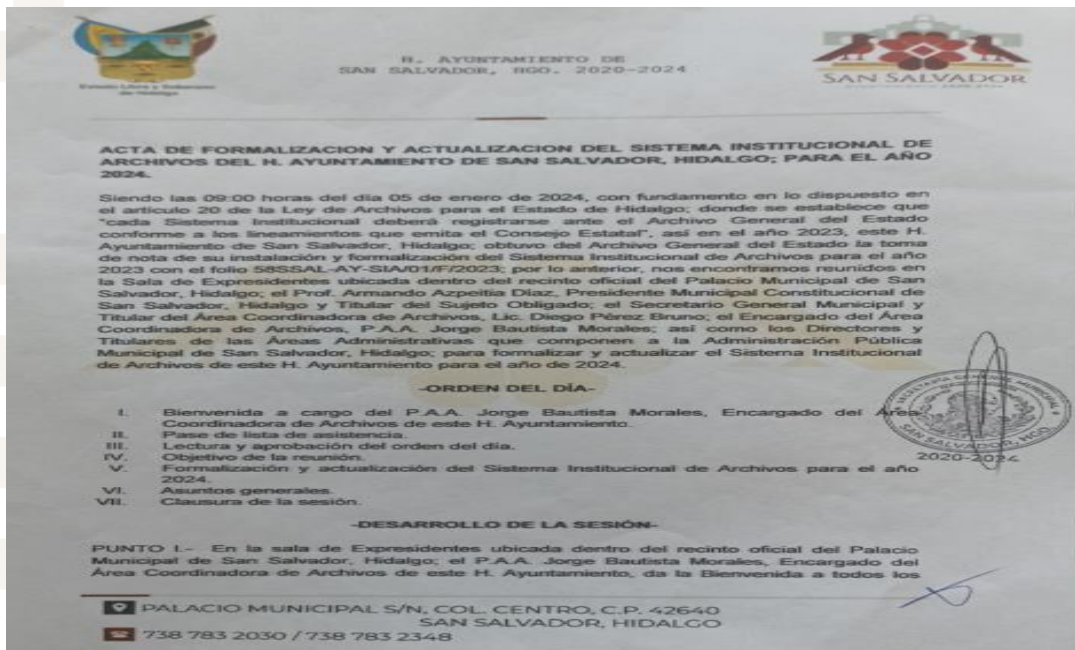 H. AYUNTAMIENTO DE
SAN SALVADOR, HGO. 2020-2024
Estado Libre y Soberano
de Hidalgo
SAN SALVADOR
ACTA DE FORMALIZACION Y ACTUALIZACION DEL SISTEMA INSTITUCIONAL DE
ARCHIVOS DEL H. AYUNTAMIENTO DE SAN SALVADOR, HIDALGO; PARA EL AÑO
2024.
Siendo las 09:00 horas del día 05 de enero de 2024, con fundamento en lo dispuesto en
el artículo 20 de la Ley de Archivos para el Estado de Hidalgo; donde se establece que
"cada Sistema Institucional deberá registrarse ante el Archivo General del Estado
conforme a los lineamientos que emita el Consejo Estatal", así en el año 2023, este H.
Ayuntamiento de San Salvador, Hidalgo; obtuvo del Archivo General del Estado la toma
de nota de su instalación y formalización del Sistema Institucional de Archivos para el año
2023 con el folio 58SSAL-AY-SIA/01/F/2023; por lo anterior, nos encontramos reunidos en
la Sala de Expresidentes ubicada dentro del recinto oficial del Palacio Municipal de San
Salvador, Hidalgo; el Prof. Armando Azpeitia Díaz, Presidente Municipal Constitucional de
San Salvador, Hidalgo y Titular del Sujeto Obligado; el Secretario General Municipal y
Titular del Área Coordinadora de Archivos, Lic. Diego Pérez Bruno; el Encargado del Área
Coordinadora de Archivos, P.A.A. Jorge Bautista Morales; así como los Directores y
Titulares de las Áreas Administrativas que componen a la Administración Pública
Municipal de San Salvador, Hidalgo; para formalizar y actualizar el Sistema Institucional
de Archivos de este H. Ayuntamiento para el año de 2024.
-ORDEN DEL DÍA-
I. Bienvenida a cargo del P.A.A. Jorge Bautista Morales, Encargado del Área
Coordinadora de Archivos de este H. Ayuntamiento.
II. Pase de lista de asistencia.
III. Lectura y aprobación del orden del día.
IV. Objetivo de la reunión.
V. Formalización y actualización del Sistema Institucional de Archivos para el año
2024.
VI. Asuntos generales.
VII. Clausura de la sesión.
SAN SALVADOR, HGO.
2020-2024
-DESARROLLO DE LA SESIÓN-
PUNTO I.- En la sala de Expresidentes ubicada dentro del recinto oficial del Palacio
Municipal de San Salvador, Hidalgo; el P.A.A. Jorge Bautista Morales, Encargado del
Área Coordinadora de Archivos de este H. Ayuntamiento, da la Bienvenida a todos los
PALACIO MUNICIPAL S/N, COL. CENTRO, C.P. 42640
SAN SALVADOR, HIDALGO
738 783 2030 / 738 783 2348